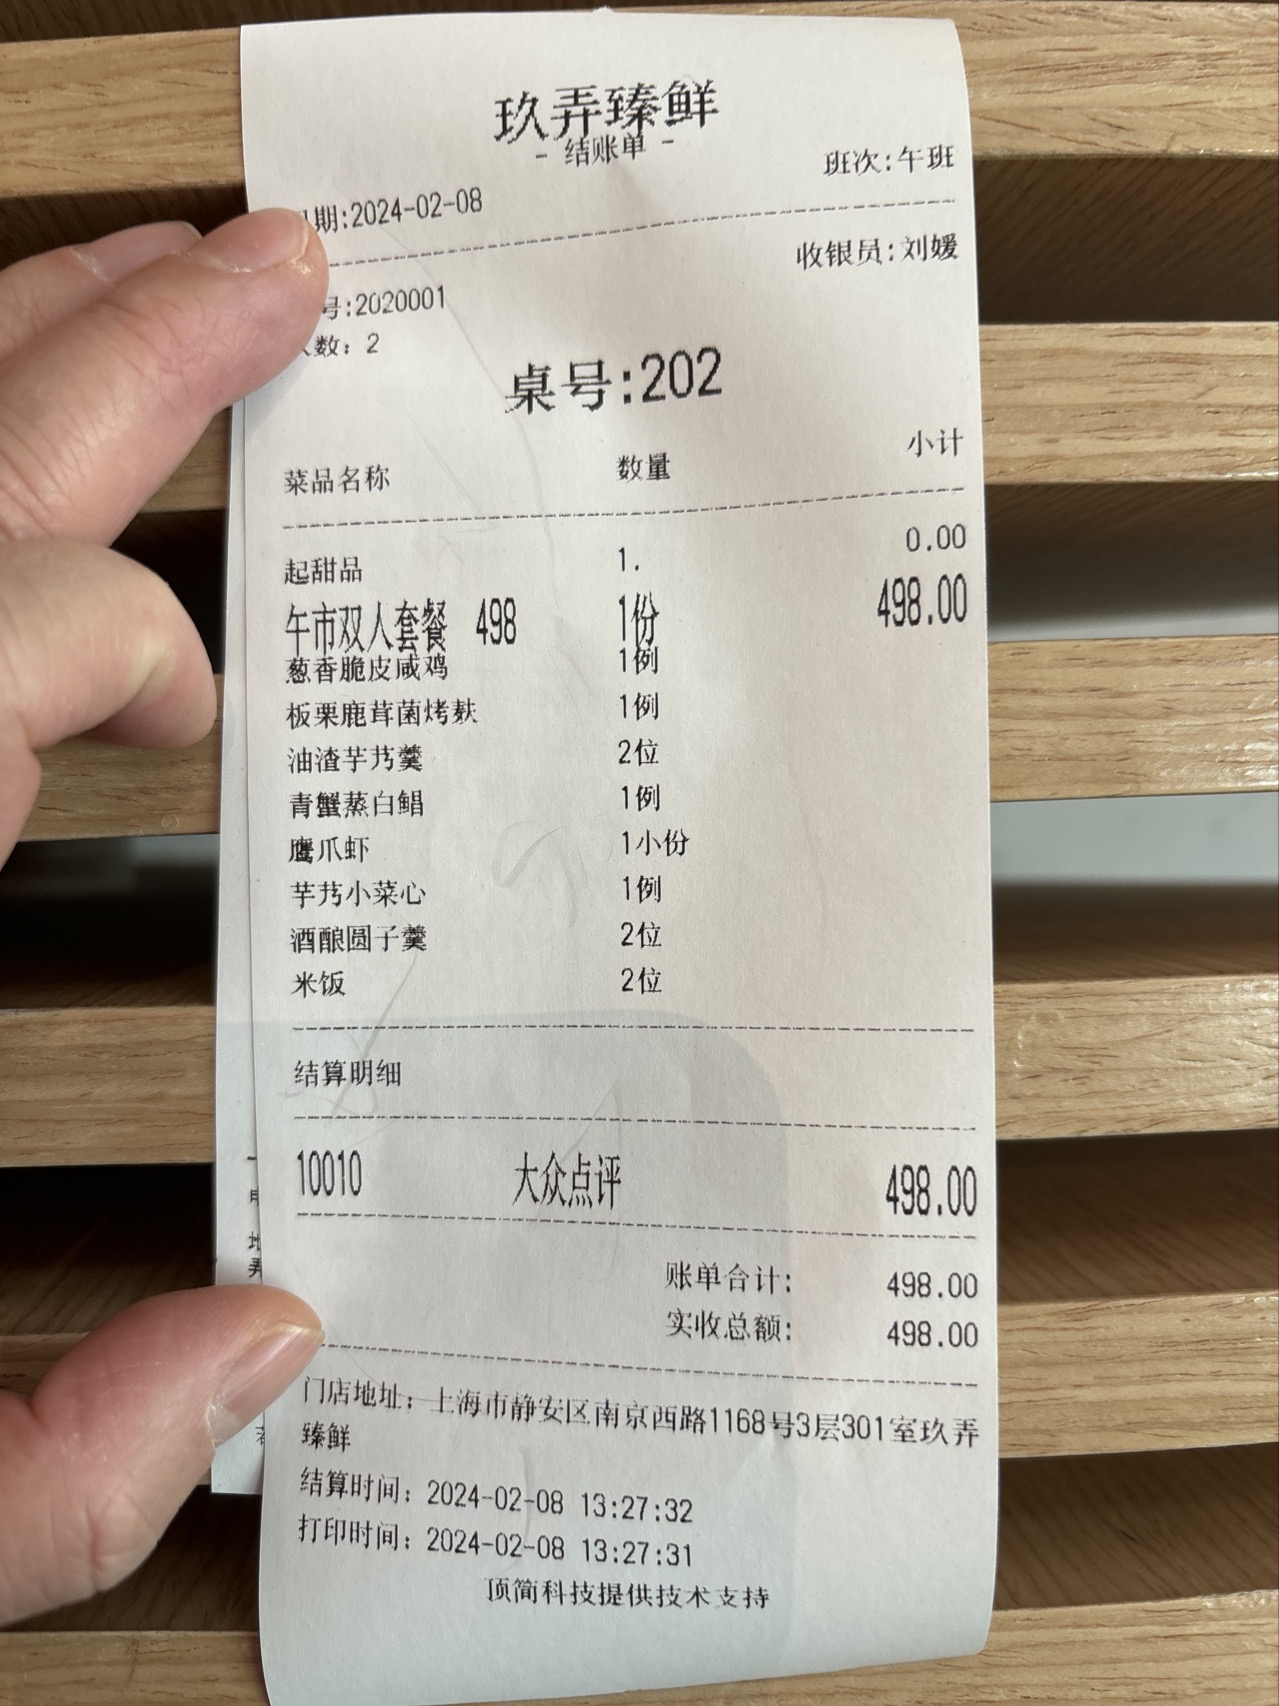 玖弄臻鲜
- 结账单 -
班次:午班
期:2024-02-08
收银员:刘媛
号:2020001
人数: 2
桌号:202
菜品名称 数量 小计
起甜品 1. 0.00
午市双人套餐 498 1份 498.00
葱香脆皮咸鸡 1例
板栗鹿茸菌烤麸 1例
油渣芋艿羹 2位
青蟹蒸白鲳 1例
鹰爪虾 1小份
芋艿小菜心 1例
酒酿圆子羹 2位
米饭 2位
结算明细
10010 大众点评 498.00
账单合计: 498.00
实收总额: 498.00
门店地址: 上海市静安区南京西路1168号3层301室玖弄
臻鲜
结算时间: 2024-02-08 13:27:32
打印时间: 2024-02-08 13:27:31
顶简科技提供技术支持